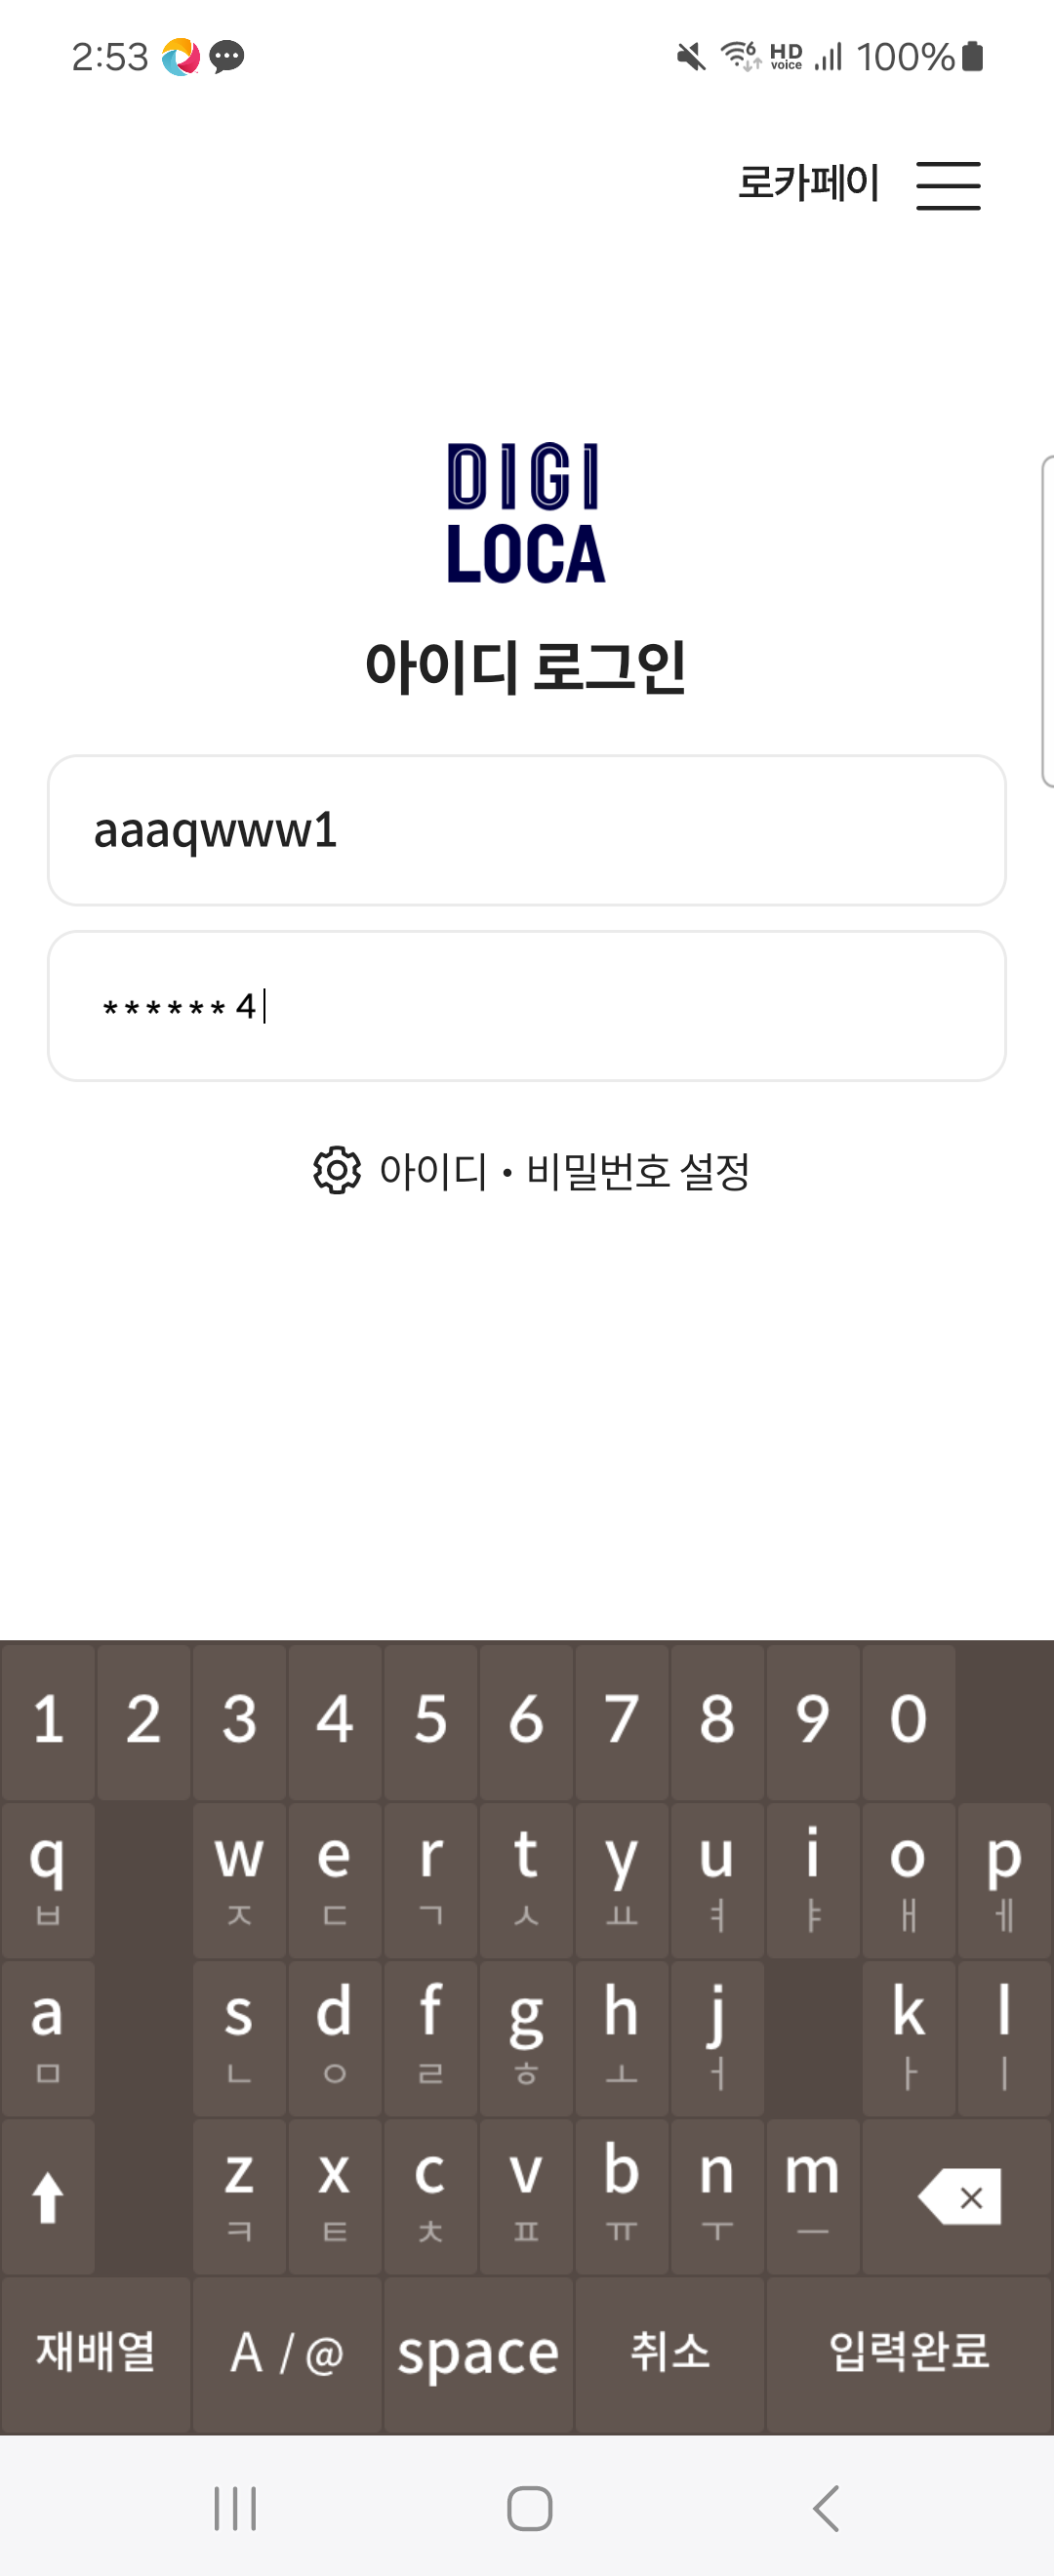 2:53 HD voice 100%
로카페이
DIGI
LOCA
아이디 로그인
aaaqwww1
******4
아이디 • 비밀번호 설정
1 2 3 4 5 6 7 8 9 0
q w e r t y u i o p
ㅂ ㅈ ㄷ ㄱ ㅅ ㅛ ㅕ ㅑ ㅐ ㅔ
a s d f g h j k l
ㅁ ㄴ ㅇ ㄹ ㅎ ㅗ ㅓ ㅏ ㅣ
z x c v b n m
ㅋ ㅌ ㅊ ㅍ ㅠ ㅜ ㅡ
재배열 A / @ space 취소 입력완료